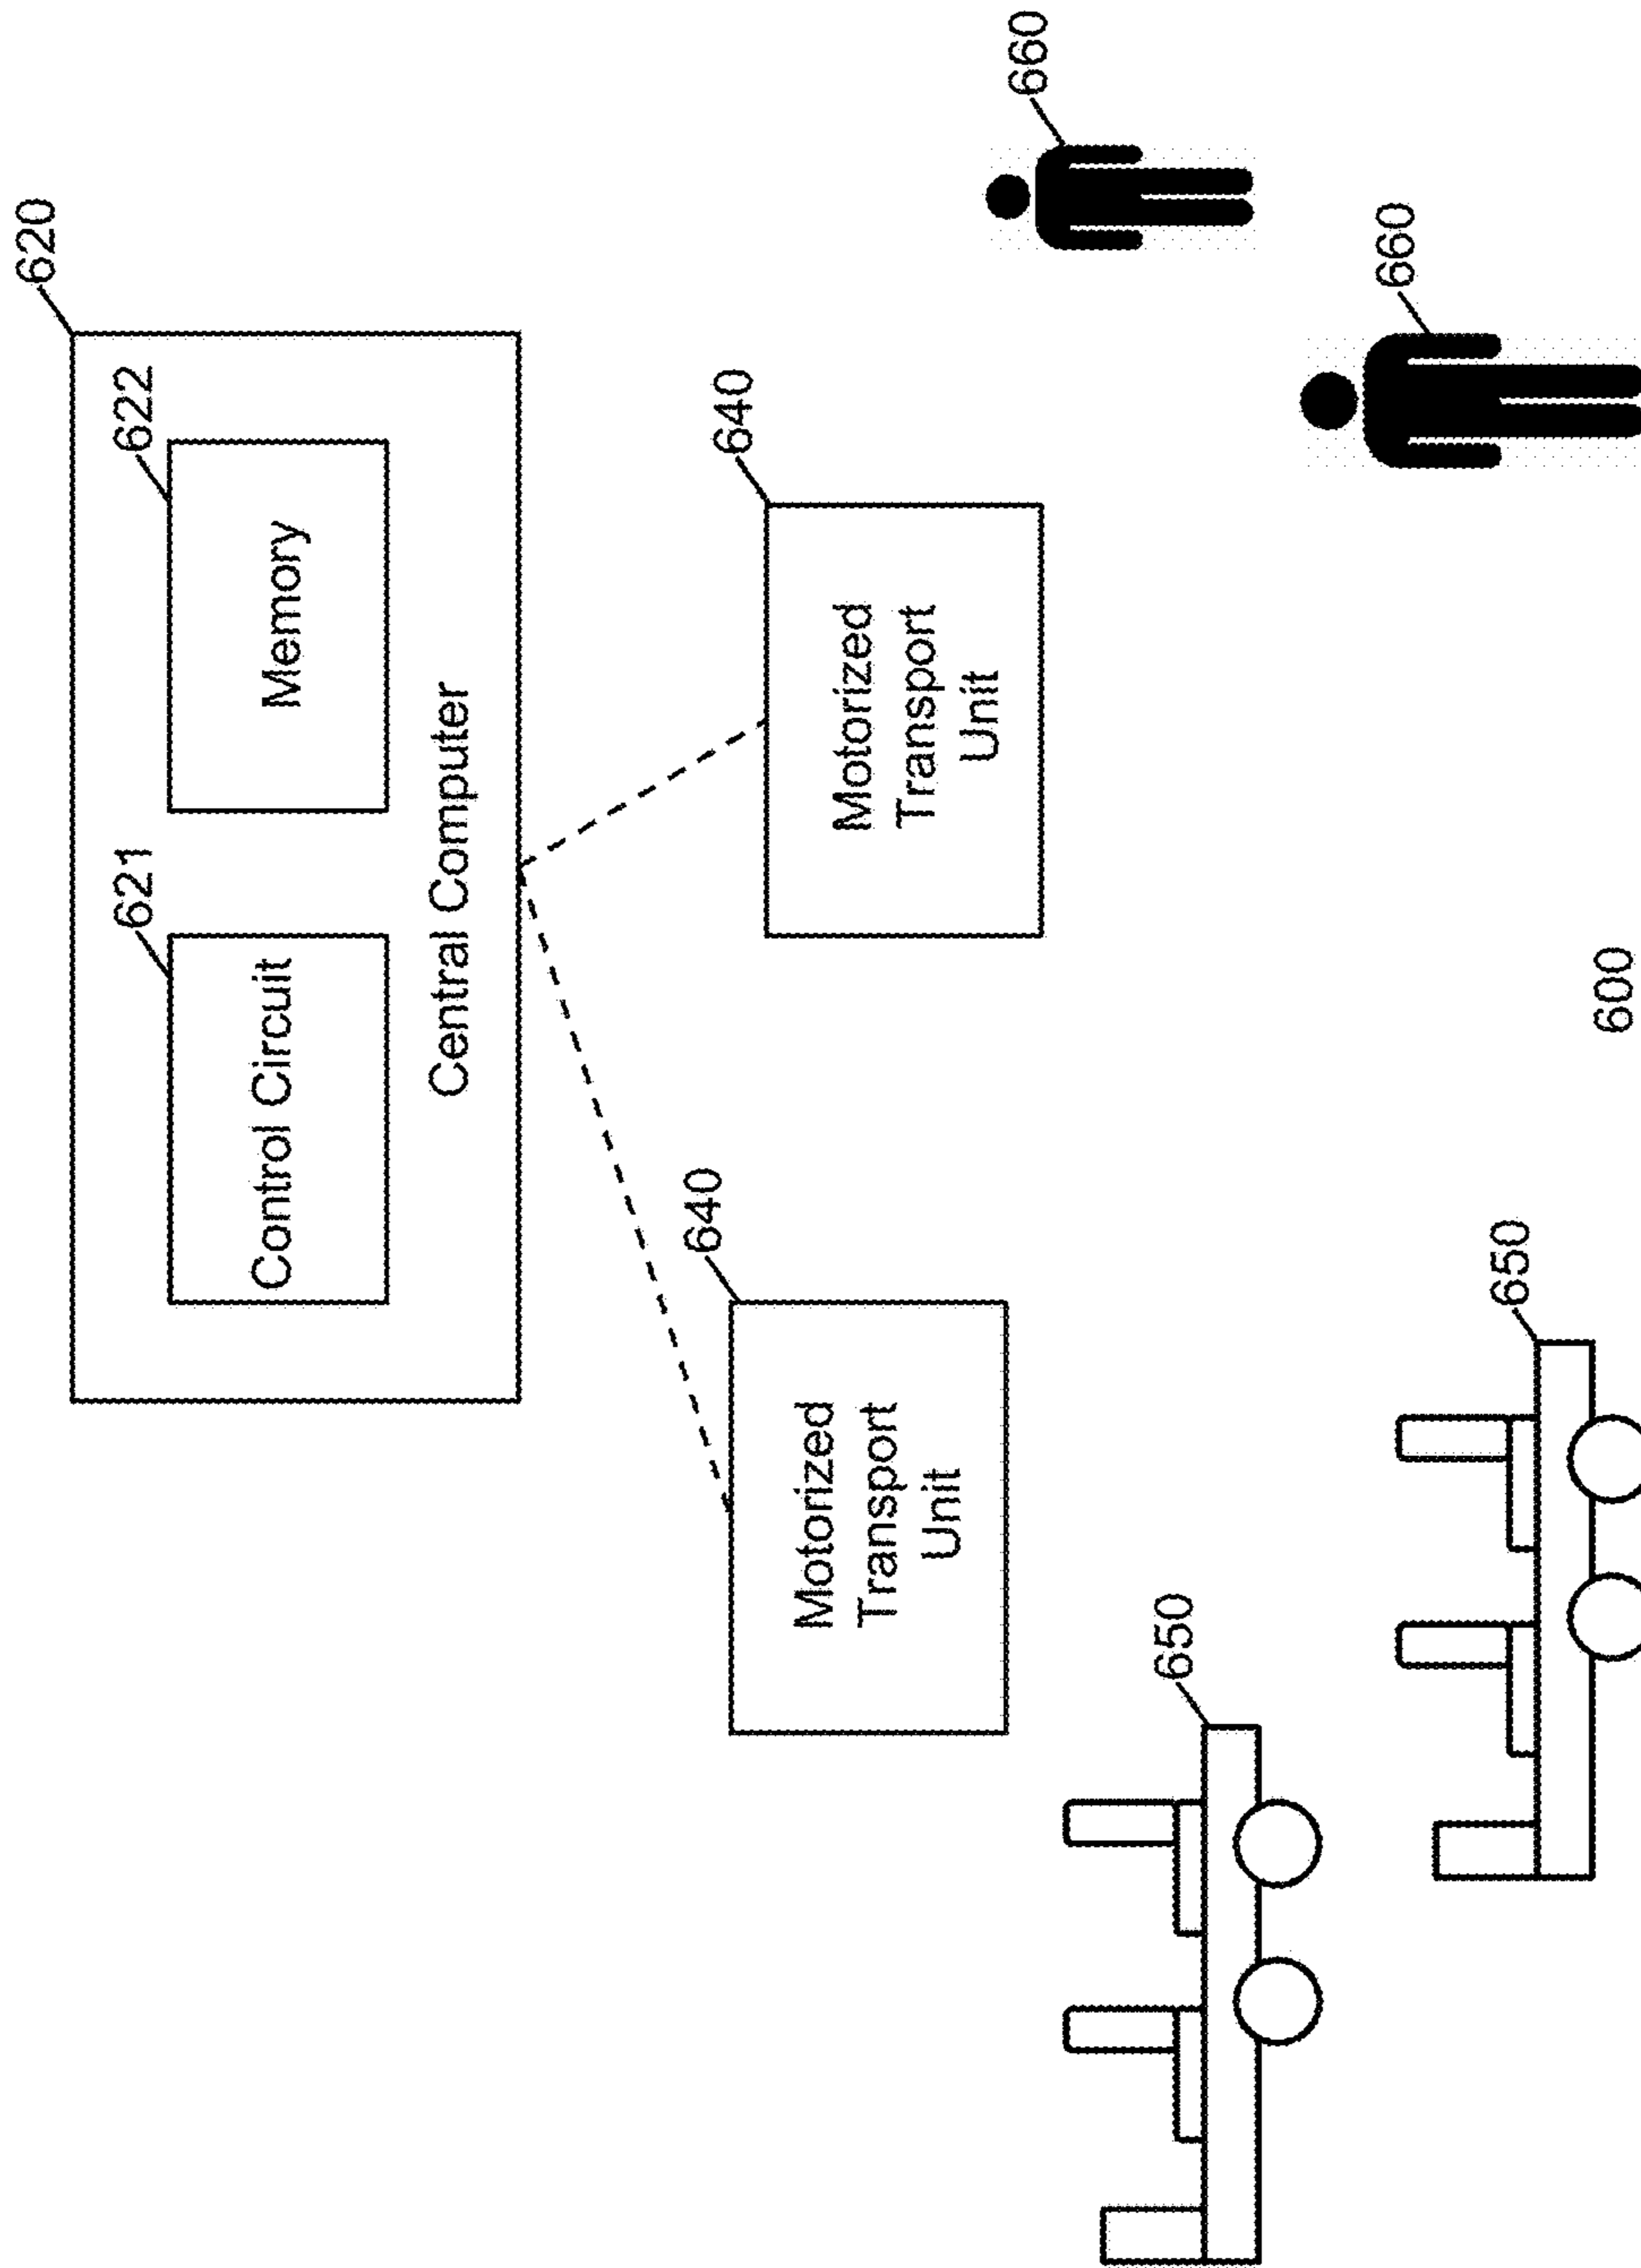 620
621
622
Control Circuit
Memory
Central Computer
640
640
Motorized
Transport
Unit
Motorized
Transport
Unit
650
650
660
660
600